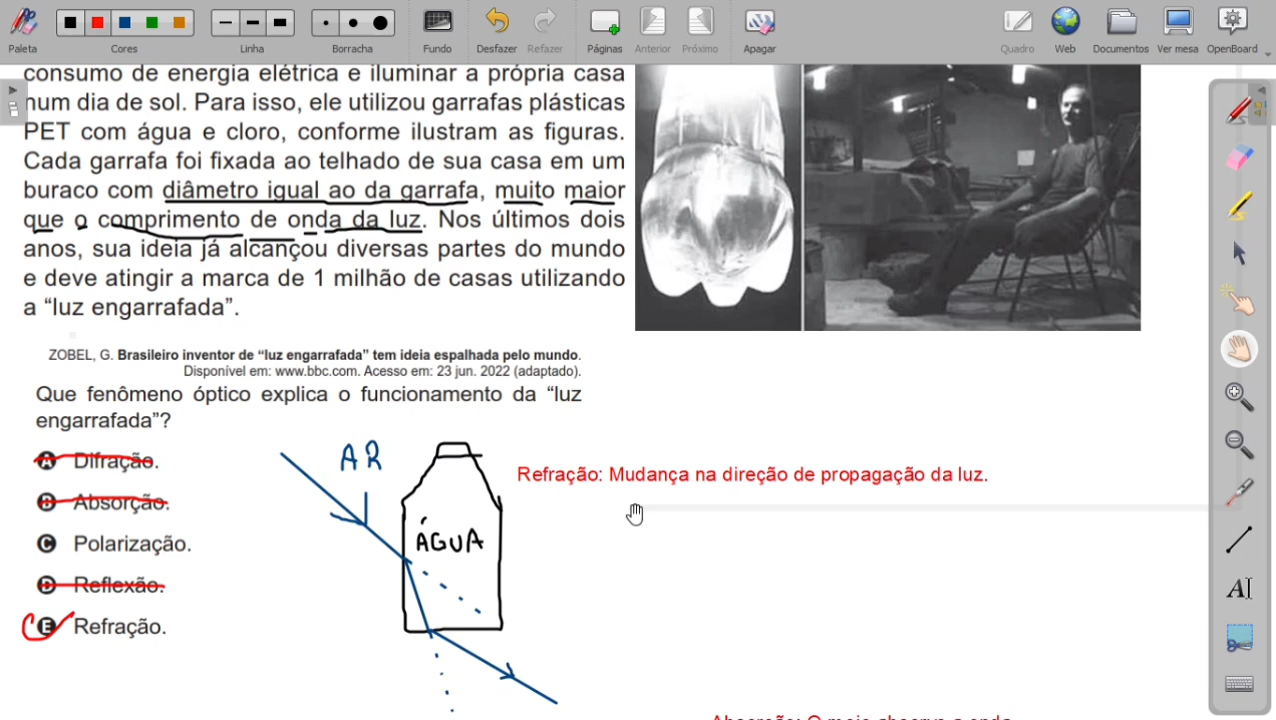 Paleta
Cores
Linha
Borracha
Fundo
Desfazer
Refazer
Páginas
Anterior
Próximo
Apagar
Quadro
Web
Documentos
Ver mesa
OpenBoard
consumo de energia elétrica e iluminar a própria casa
num dia de sol. Para isso, ele utilizou garrafas plásticas
PET com água e cloro, conforme ilustram as figuras.
Cada garrafa foi fixada ao telhado de sua casa em um
buraco com diâmetro igual ao da garrafa, muito maior
que o comprimento de onda da luz. Nos últimos dois
anos, sua ideia já alcançou diversas partes do mundo
e deve atingir a marca de 1 milhão de casas utilizando
a “luz engarrafada”.
ZOBEL, G. Brasileiro inventor de “luz engarrafada” tem ideia espalhada pelo mundo.
Disponível em: www.bbc.com. Acesso em: 23 jun. 2022 (adaptado).
Que fenômeno óptico explica o funcionamento da “luz
engarrafada”?
A Difração.
B Absorção.
C Polarização.
D Reflexão.
E Refração.
AR
ÁGUA
Refração: Mudança na direção de propagação da luz.
AI